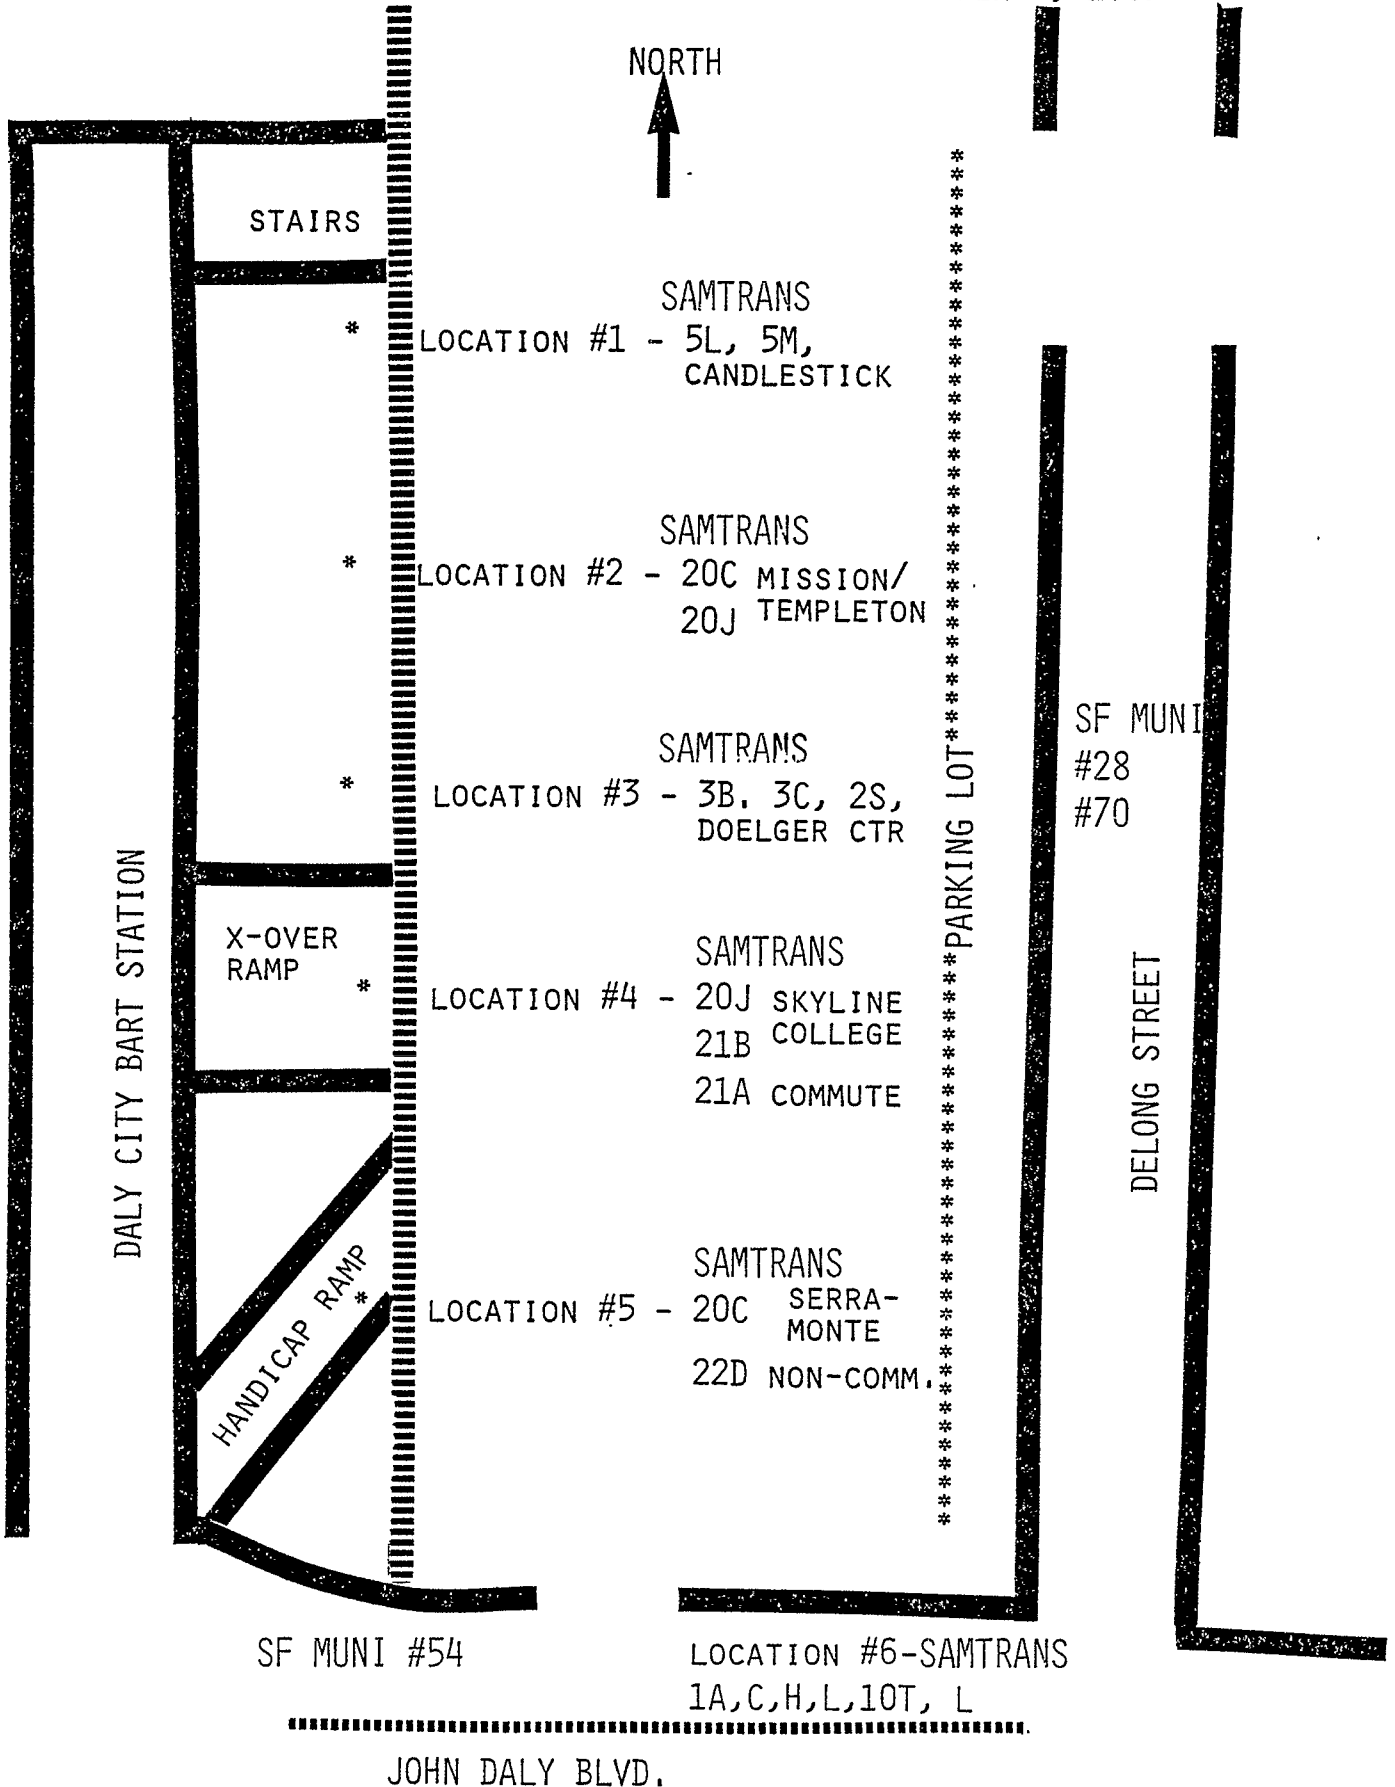 NORTH
STAIRS
SAMTRANS
* LOCATION #1 - 5L, 5M,
CANDLESTICK
SAMTRANS
* LOCATION #2 - 20C MISSION/
20J TEMPLETON
SAMTRANS
* LOCATION #3 - 3B. 3C, 2S,
DOELGER CTR
PARKING LOT
SF MUNI
#28
#70
DALY CITY BART STATION
X-OVER
RAMP
SAMTRANS
* LOCATION #4 - 20J SKYLINE
21B COLLEGE
21A COMMUTE
DELONG STREET
HANDICAP RAMP
SAMTRANS
* LOCATION #5 - 20C SERRA-
MONTE
22D NON-COMM.
SF MUNI #54
LOCATION #6-SAMTRANS
1A,C,H,L,10T, L
JOHN DALY BLVD.